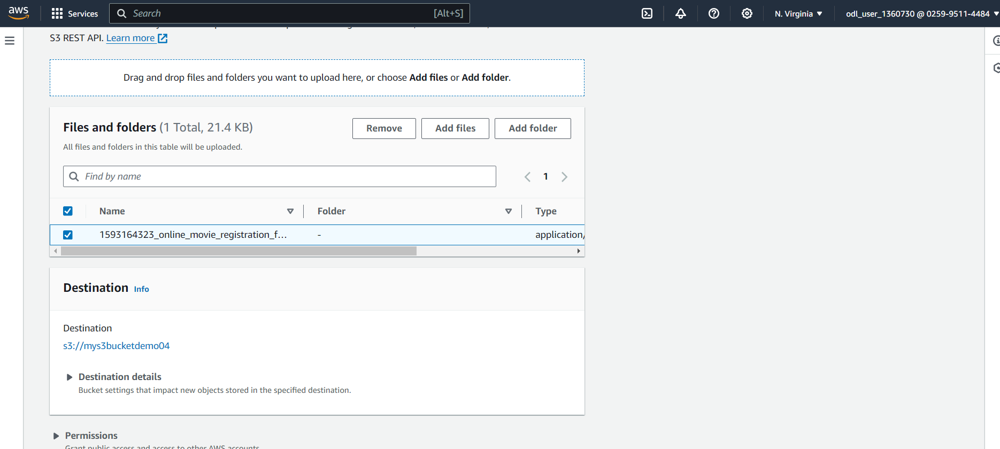 aws Services Search [Alt+S] N. Virginia odl_user_1360730 @ 0259-9511-4484
S3 REST API. Learn more
Drag and drop files and folders you want to upload here, or choose Add files or Add folder.
Files and folders (1 Total, 21.4 KB) Remove Add files Add folder
All files and folders in this table will be uploaded.
Find by name 1
Name Folder Type
1593164323_online_movie_registration_f... - application/
Destination Info
Destination
s3://mys3bucketdemo04
Destination details
Bucket settings that impact new objects stored in the specified destination.
Permissions
Grant public access and access to other AWS accounts.